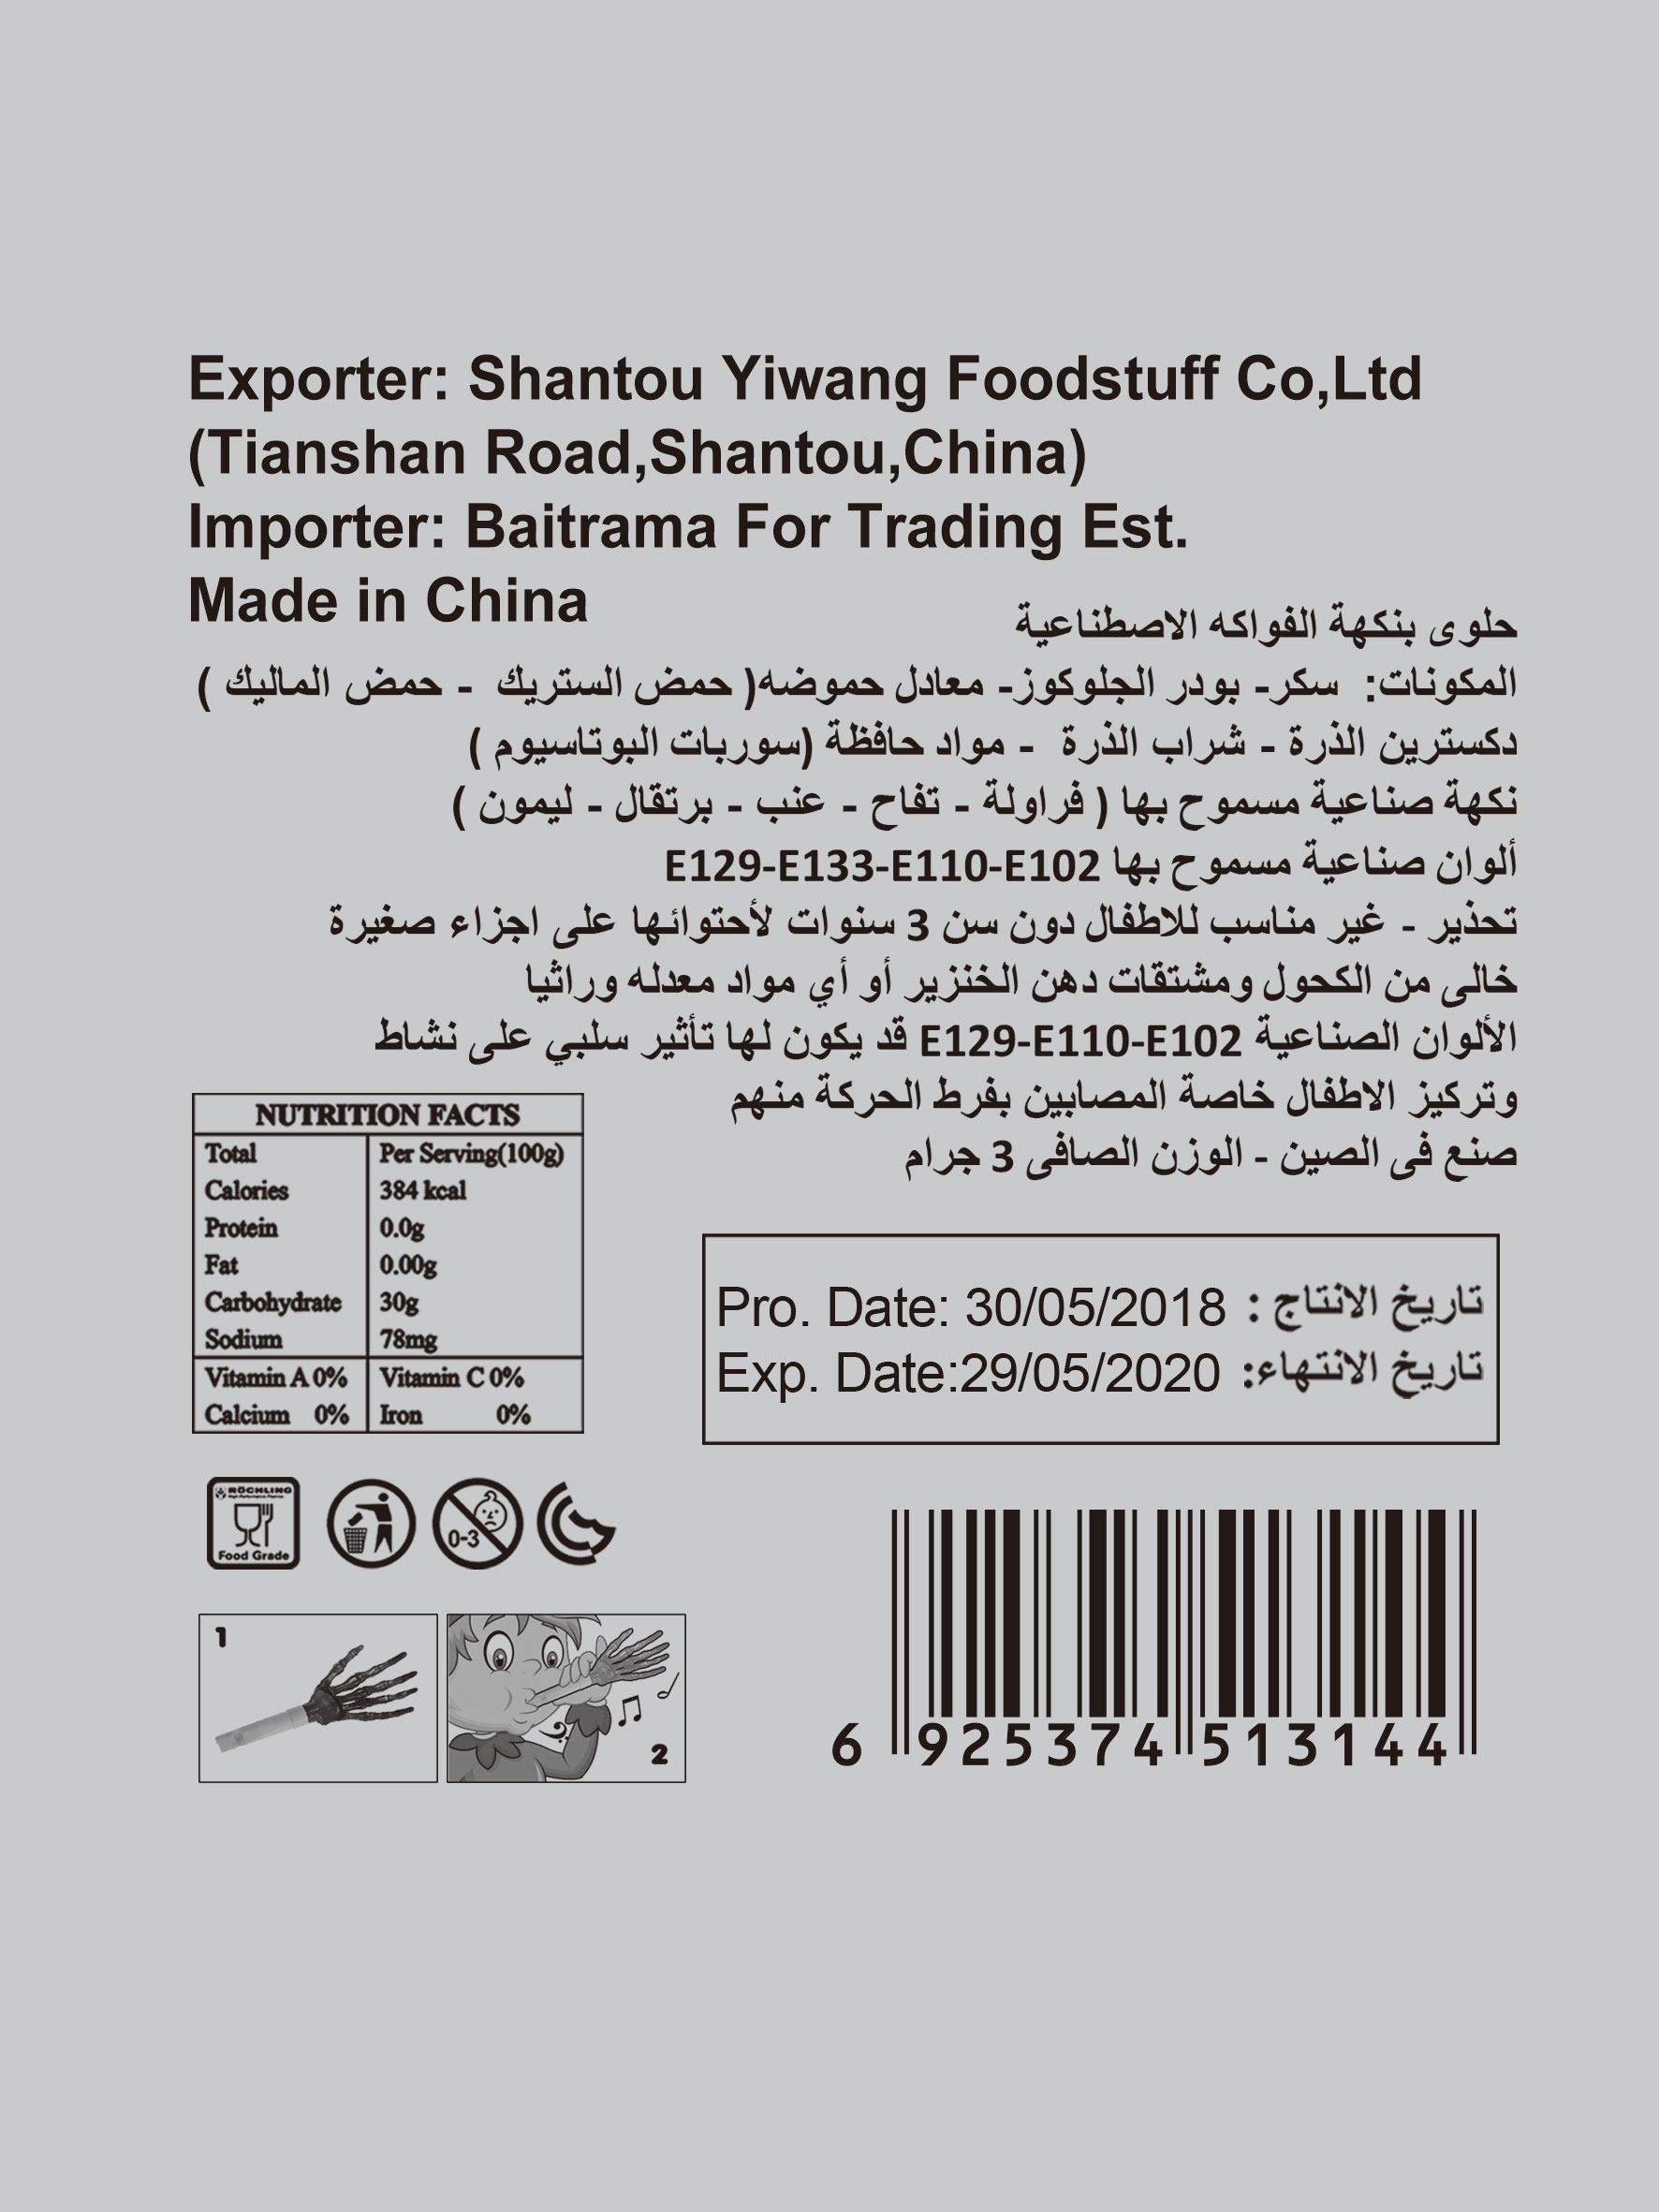 Exporter: Shantou Yiwang Foodstuff Co,Ltd
(Tianshan Road,Shantou,China)
Importer: Baitrama For Trading Est.
Made in China
حلوى بنكهة الفواكه الاصطناعية
المكونات: سكر- بودر الجلوكوز- معادل حموضه( حمض الستريك - حمض الماليك )
دكسترين الذرة - شراب الذرة - مواد حافظة (سوربات البوتاسيوم )
نكهة صناعية مسموح بها ( فراولة - تفاح - عنب - برتقال - ليمون )
ألوان صناعية مسموح بها E129-E133-E110-E102
تحذير - غير مناسب للاطفال دون سن 3 سنوات لأحتوائها على اجزاء صغيرة
خالى من الكحول ومشتقات دهن الخنزير أو أي مواد معدله وراثيا
الألوان الصناعية E129-E110-E102 قد يكون لها تأثير سلبي على نشاط
وتركيز الاطفال خاصة المصابين بفرط الحركة منهم
صنع فى الصين - الوزن الصافى 3 جرام
NUTRITION FACTS
Total Per Serving(100g)
Calories 384 kcal
Protein 0.0g
Fat 0.00g
Carbohydrate 30g
Sodium 78mg
Vitamin A 0% Vitamin C 0%
Calcium 0% Iron 0%
Pro. Date: 30/05/2018 تاريخ الانتاج :
Exp. Date:29/05/2020 تاريخ الانتهاء:
RÖCHLING
Food Grade
0-3
1
2
6 925374 513144